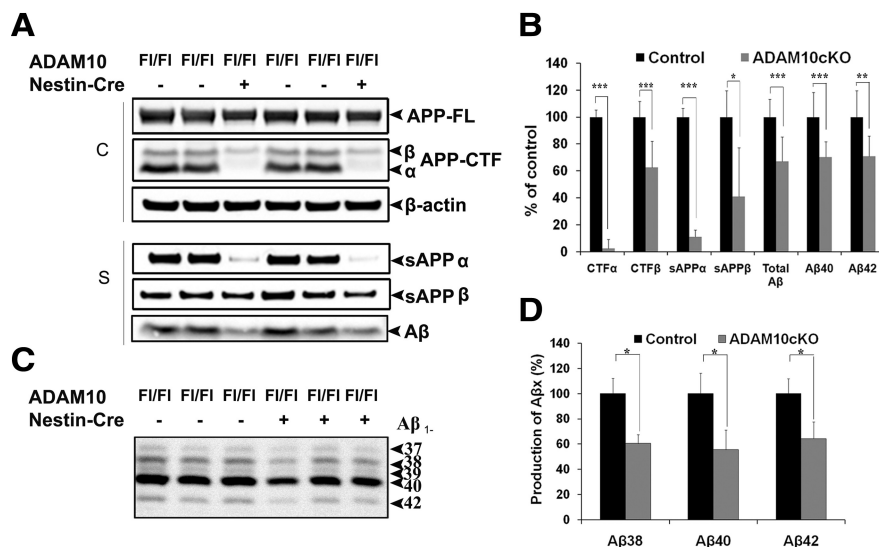 A
ADAM10 Fl/Fl Fl/Fl Fl/Fl Fl/Fl Fl/Fl Fl/Fl
Nestin-Cre - - + - - +
C
APP-FL
β
α
APP-CTF
β-actin
S
sAPP α
sAPP β
Aβ
B
Control ADAM10cKO
% of control
140
120
100
80
60
40
20
0
*** *** *** * *** *** **
CTFα CTFβ sAPPα sAPPβ Total Aβ Aβ40 Aβ42
C
ADAM10 Fl/Fl Fl/Fl Fl/Fl Fl/Fl Fl/Fl Fl/Fl
Nestin-Cre - - - + + + Aβ 1-
37
38
39
40
42
D
Control ADAM10cKO
Production of Aβx (%)
140
120
100
80
60
40
20
0
* * *
Aβ38 Aβ40 Aβ42